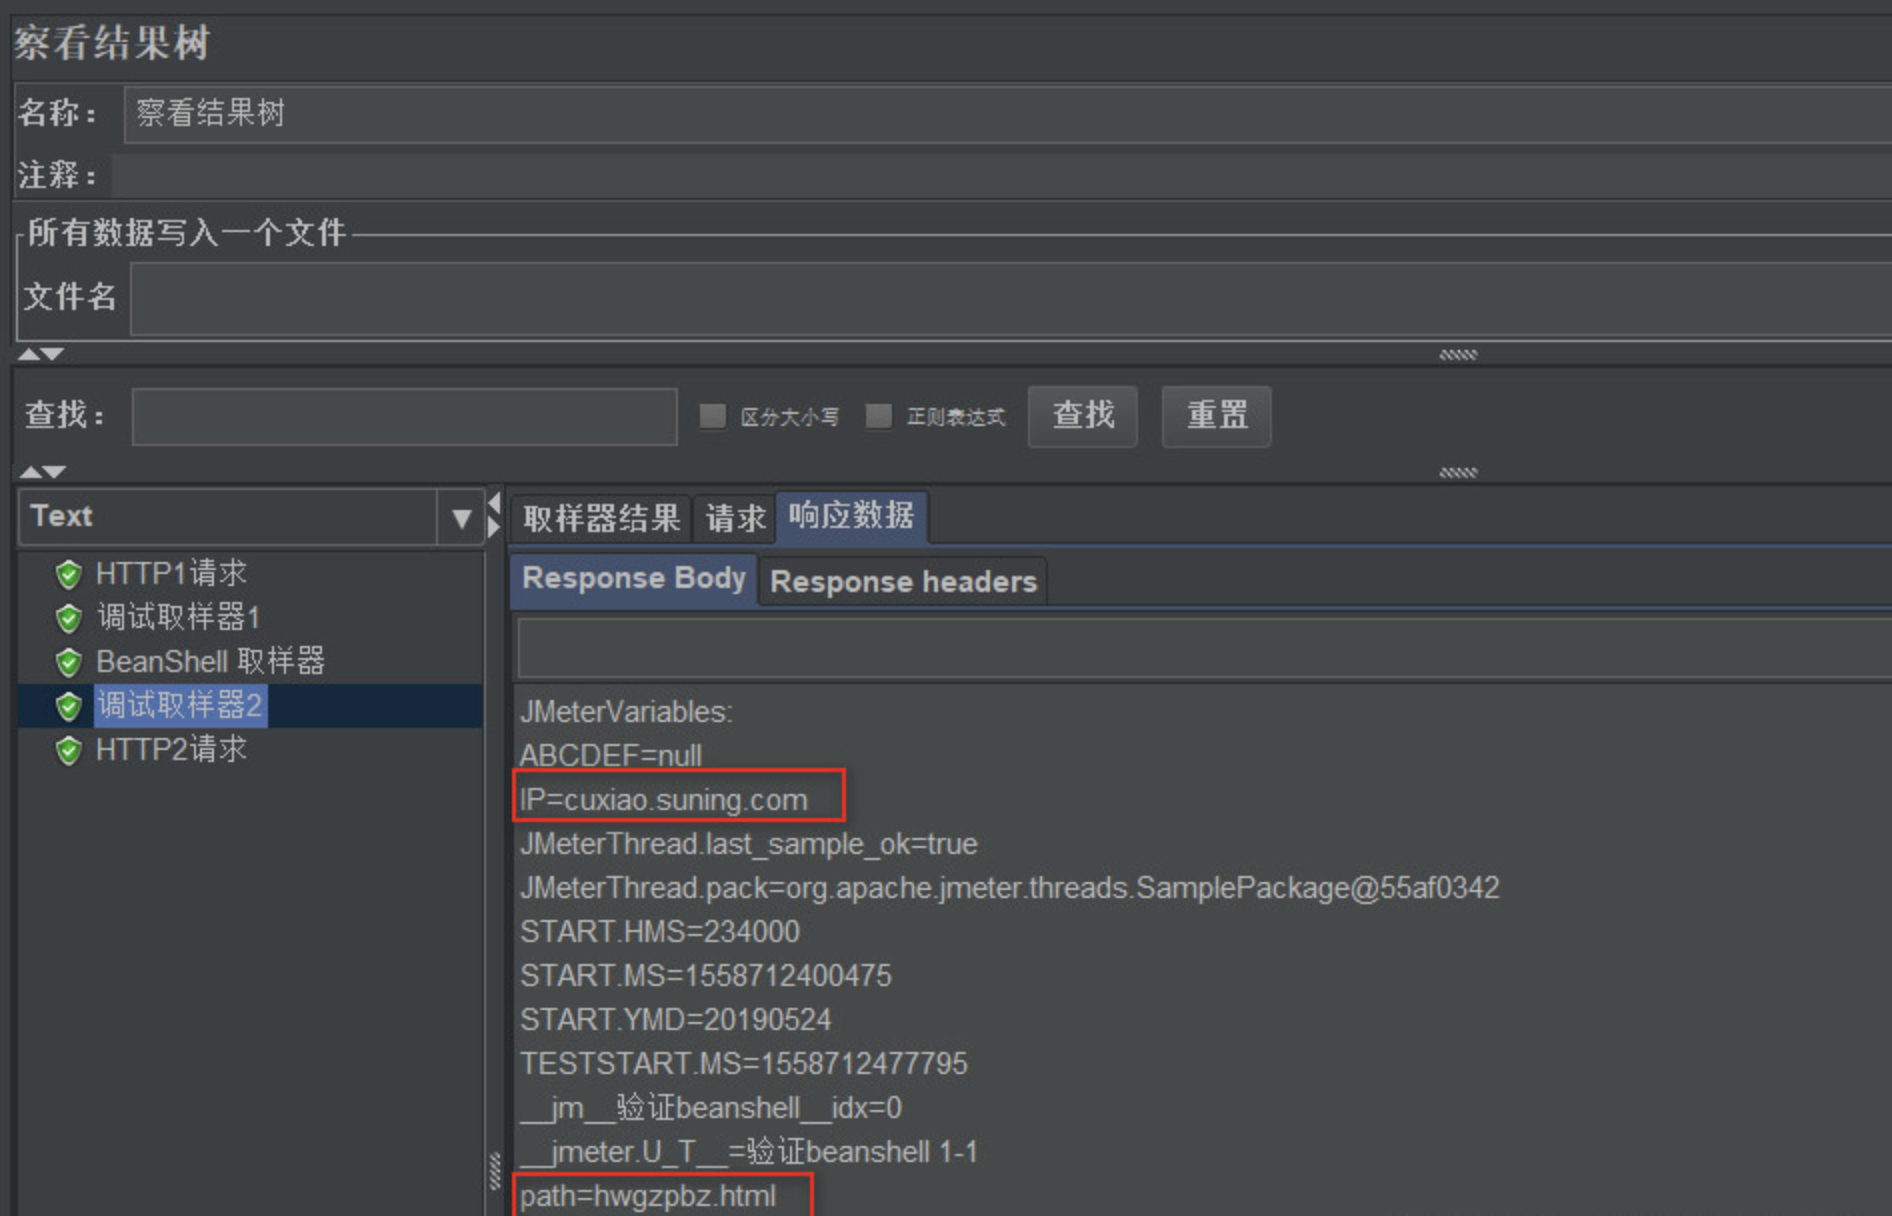 察看结果树
名称： 察看结果树
注释：
所有数据写入一个文件
文件名
查找： 区分大小写 正则表达式 查找 重置
Text
HTTP1请求
调试取样器1
BeanShell 取样器
调试取样器2
HTTP2请求
取样器结果 请求 响应数据
Response Body Response headers
JMeterVariables:
ABCDEF=null
IP=cuxiao.suning.com
JMeterThread.last_sample_ok=true
JMeterThread.pack=org.apache.jmeter.threads.SamplePackage@55af0342
START.HMS=234000
START.MS=1558712400475
START.YMD=20190524
TESTSTART.MS=1558712477795
__jm__验证beanshell__idx=0
__jmeter.U_T__=验证beanshell 1-1
path=hwgzpbz.html